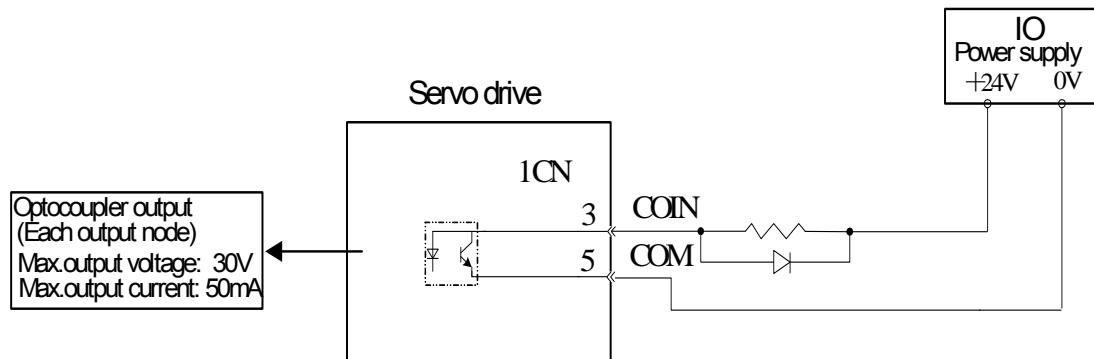 IO
Power supply
+24V 0V
Servo drive
1CN
3 COIN
5 COM
Optocoupler output
(Each output node)
Max.output voltage: 30V
Max.output current: 50mA